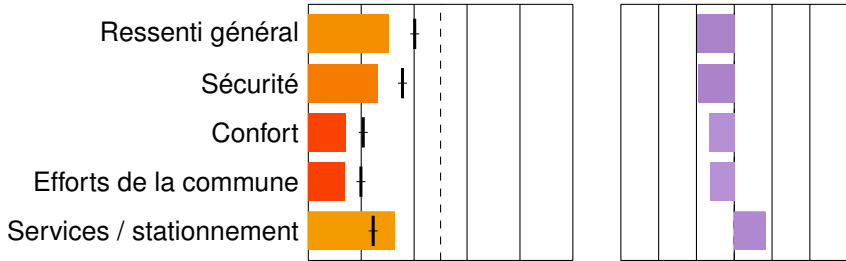 Ressenti général
Sécurité
Confort
Efforts de la commune
Services / stationnement